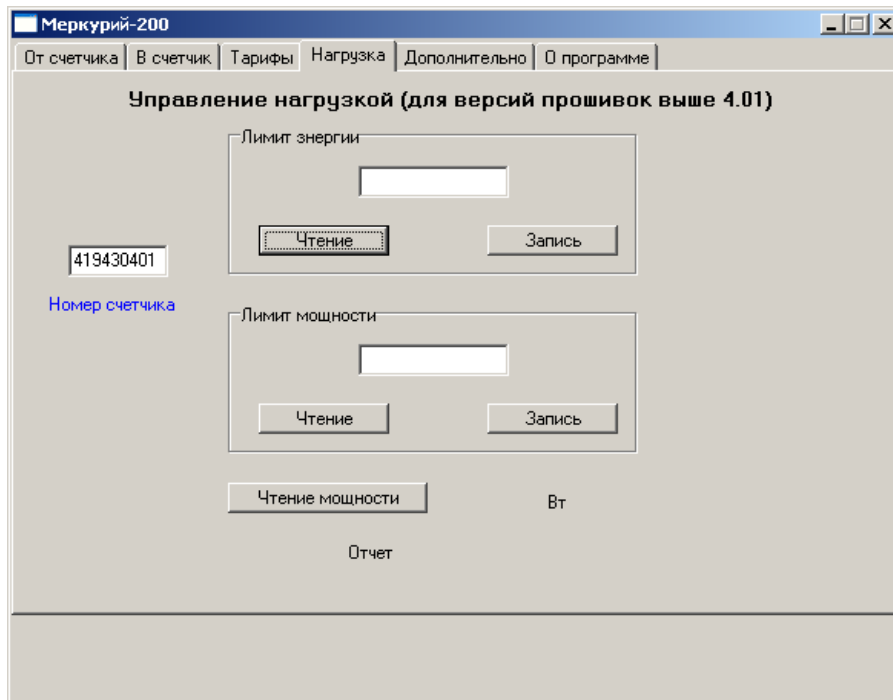 Меркурий-200
От счетчика В счетчик Тарифы Нагрузка Дополнительно О программе
Управление нагрузкой (для версий прошивок выше 4.01)
Лимит энергии
Чтение Запись
419430401
Номер счетчика
Лимит мощности
Чтение Запись
Чтение мощности Вт
Отчет